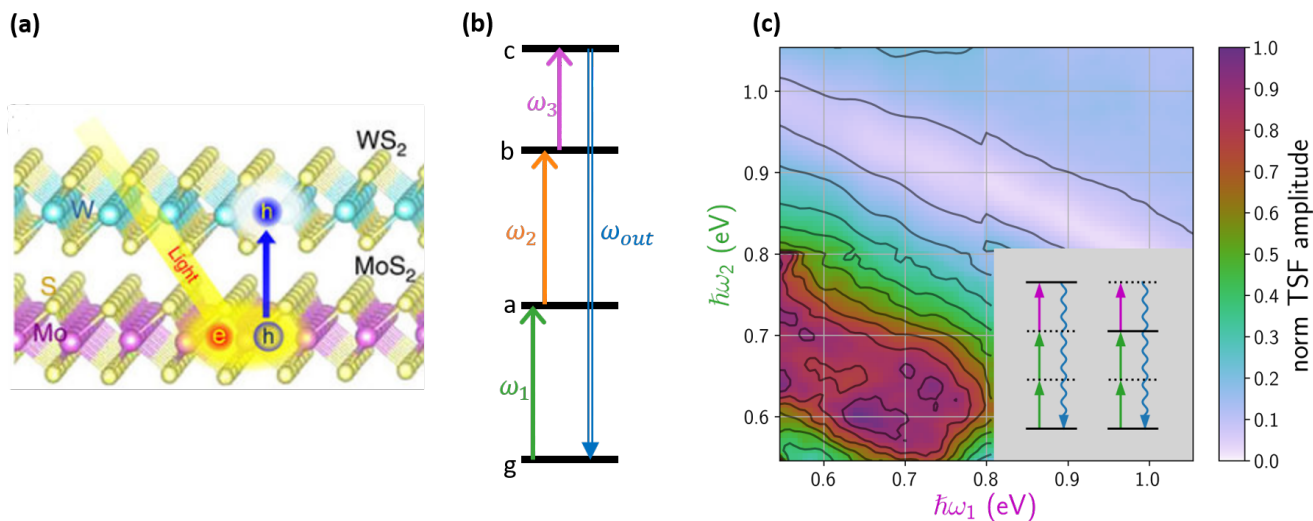 (a)
WS2
W
h
Light
MoS2
S
Mo
e
h
(b)
c
ω3
b
ω2
ωout
a
ω1
g
(c)
ħω2 (eV)
1.0
0.9
0.8
0.7
0.6
0.6 0.7 0.8 0.9 1.0
ħω1 (eV)
1.0
0.9
0.8
0.7
0.6
0.5
0.4
0.3
0.2
0.1
0.0
norm TSF amplitude